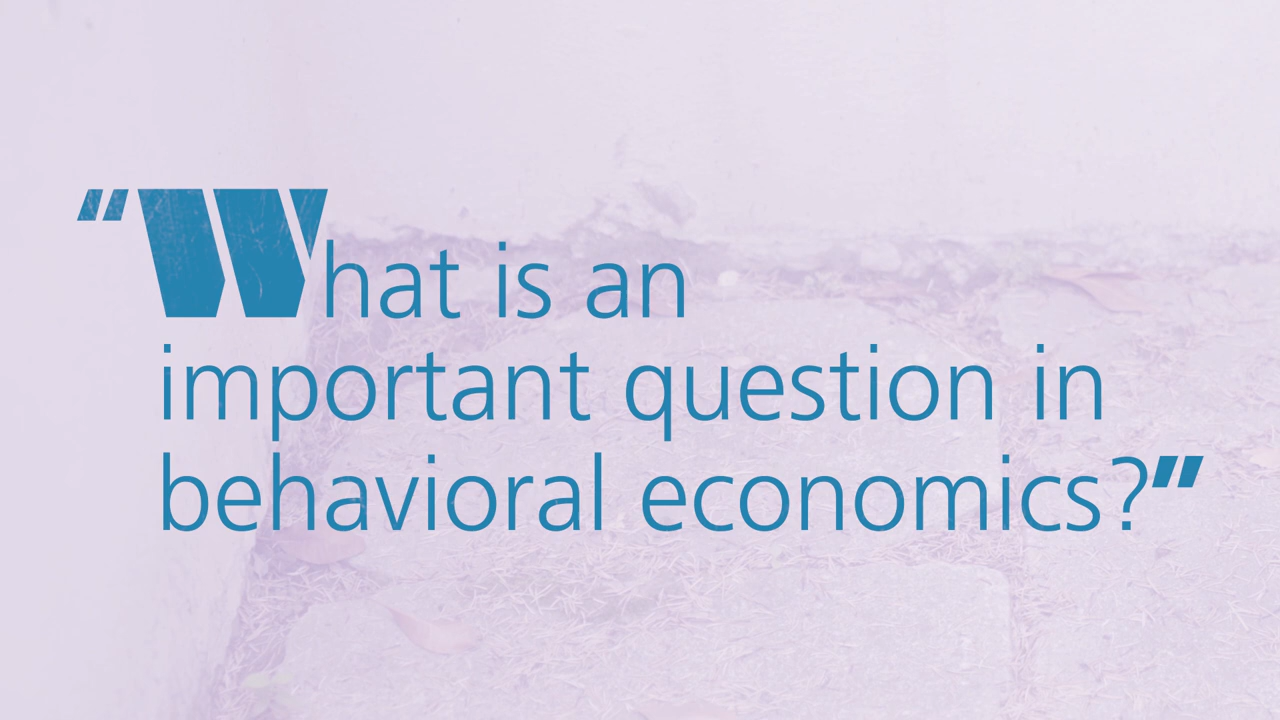 "What is an
important question in
behavioral economics?"